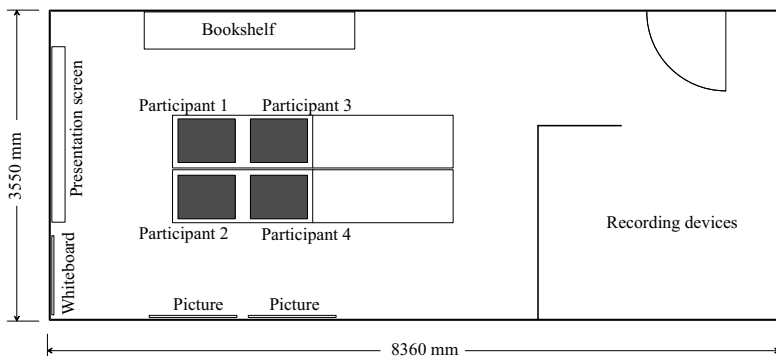 Bookshelf
Participant 1
Participant 3
Presentation screen
3550 mm
Participant 2
Participant 4
Recording devices
Whiteboard
Picture
Picture
8360 mm